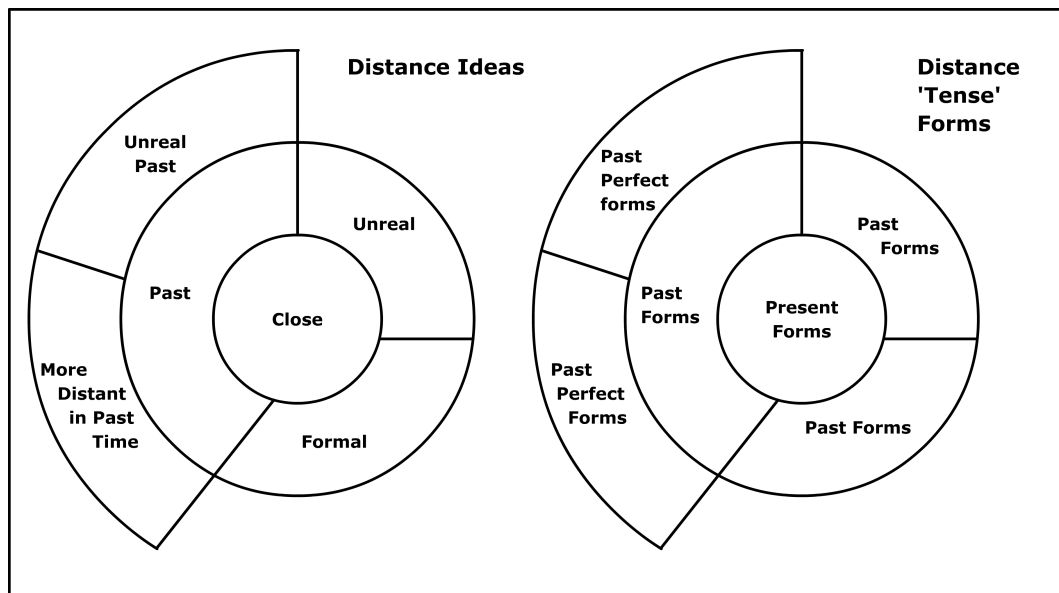 Distance Ideas
Unreal
Past
Unreal
Past
Close
More
Distant
in Past
Time
Formal
Distance
'Tense'
Forms
Past
Perfect
forms
Past
Forms
Past
Forms
Present
Forms
Past
Perfect
Forms
Past Forms